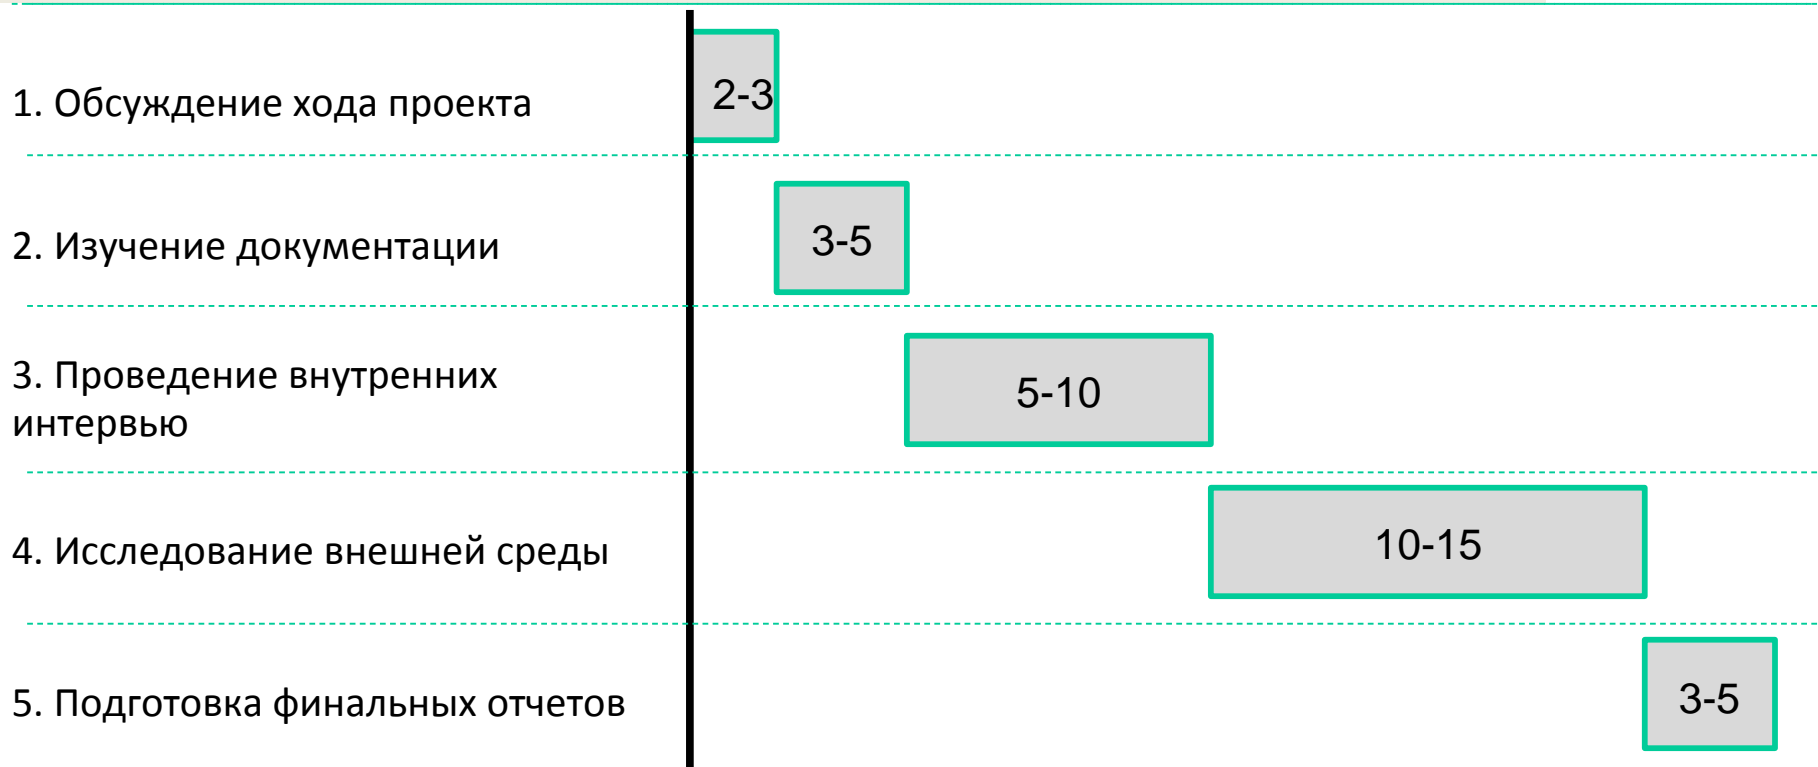 1. Обсуждение хода проекта
2-3
2. Изучение документации
3-5
3. Проведение внутренних
интервью
5-10
4. Исследование внешней среды
10-15
5. Подготовка финальных отчетов
3-5